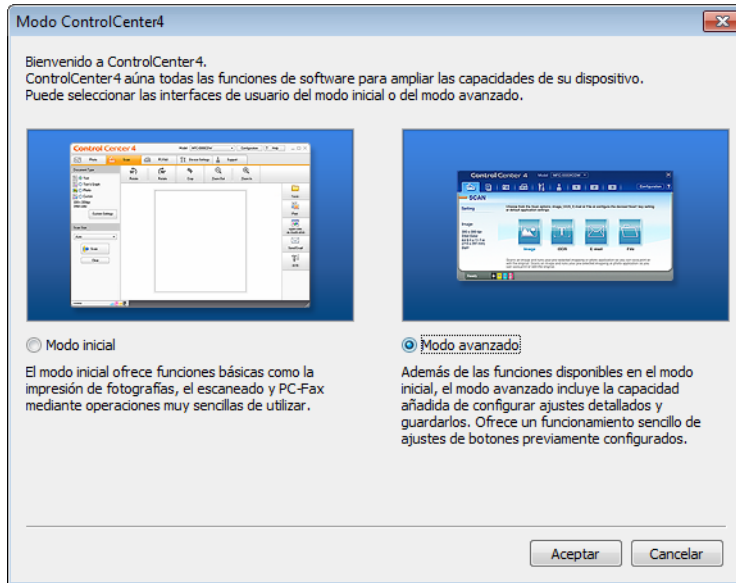 Modo ControlCenter4
Bienvenido a ControlCenter4.
ControlCenter4 aúna todas las funciones de software para ampliar las capacidades de su dispositivo.
Puede seleccionar las interfaces de usuario del modo inicial o del modo avanzado.
Control Center 4
Control Center 4
SCAN
Image
OCR
E-mail
File
Modo inicial
El modo inicial ofrece funciones básicas como la
impresión de fotografías, el escaneado y PC-Fax
mediante operaciones muy sencillas de utilizar.
Modo avanzado
Además de las funciones disponibles en el modo
inicial, el modo avanzado incluye la capacidad
añadida de configurar ajustes detallados y
guardarlos. Ofrece un funcionamiento sencillo de
ajustes de botones previamente configurados.
Aceptar
Cancelar